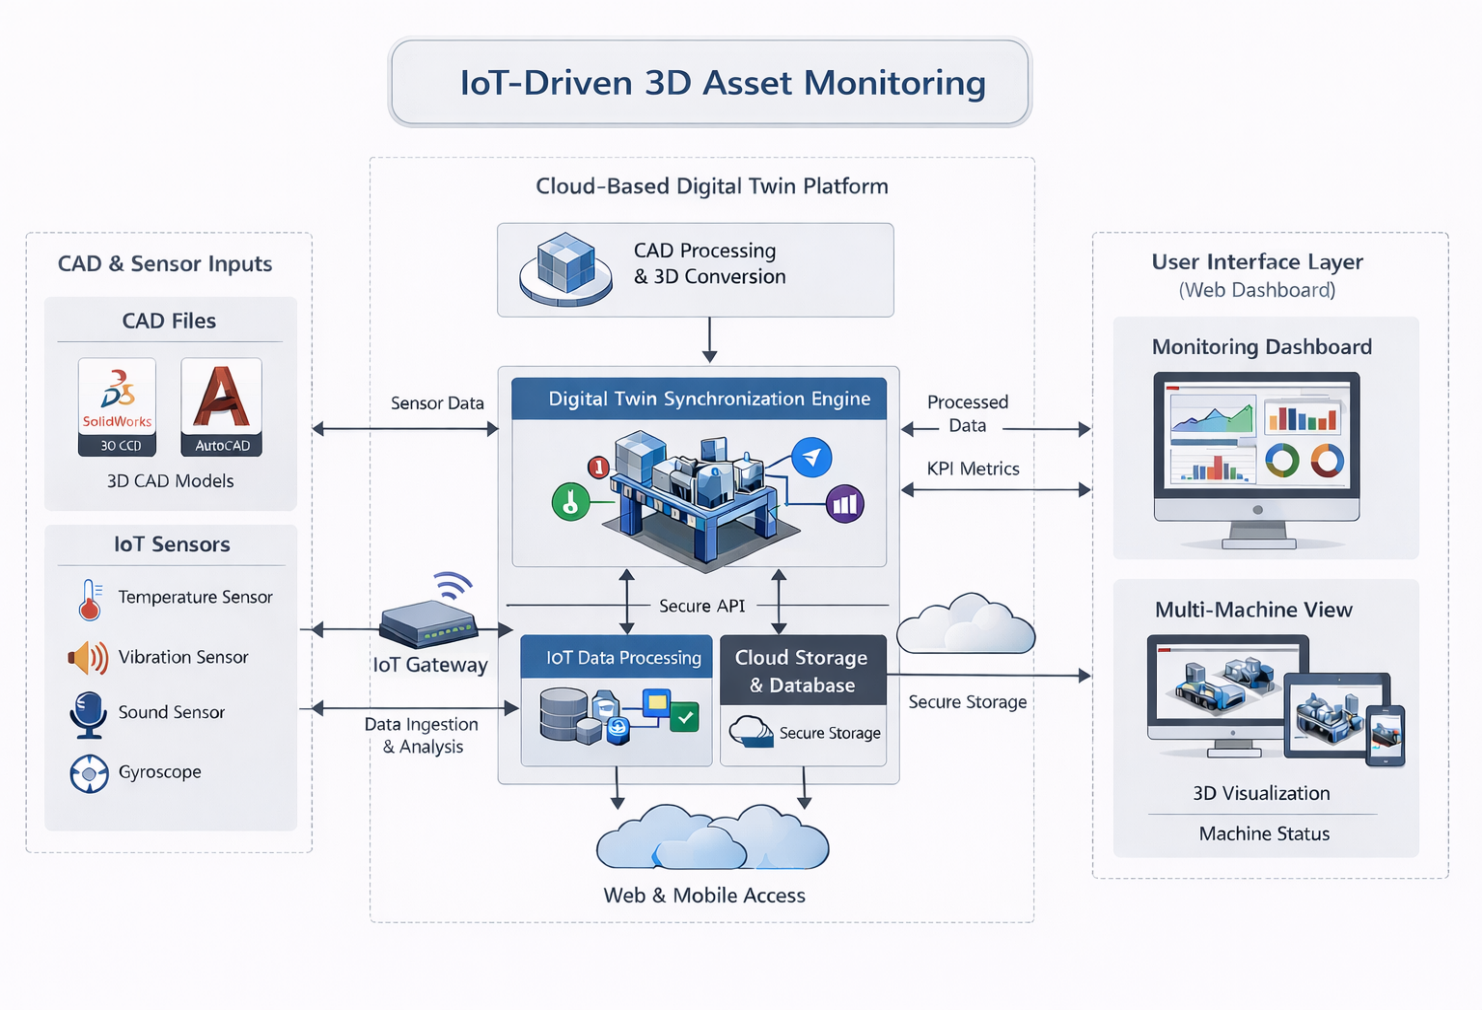 IoT-Driven 3D Asset Monitoring
Cloud-Based Digital Twin Platform
CAD & Sensor Inputs
CAD Files
SolidWorks
3D CCD
AutoCAD
3D CAD Models
IoT Sensors
Temperature Sensor
Vibration Sensor
Sound Sensor
Gyroscope
Sensor Data
IoT Gateway
Data Ingestion
& Analysis
CAD Processing
& 3D Conversion
Digital Twin Synchronization Engine
Secure API
IoT Data Processing
Cloud Storage
& Database
Secure Storage
Web & Mobile Access
Processed
Data
KPI Metrics
Secure Storage
User Interface Layer
(Web Dashboard)
Monitoring Dashboard
Multi-Machine View
3D Visualization
Machine Status